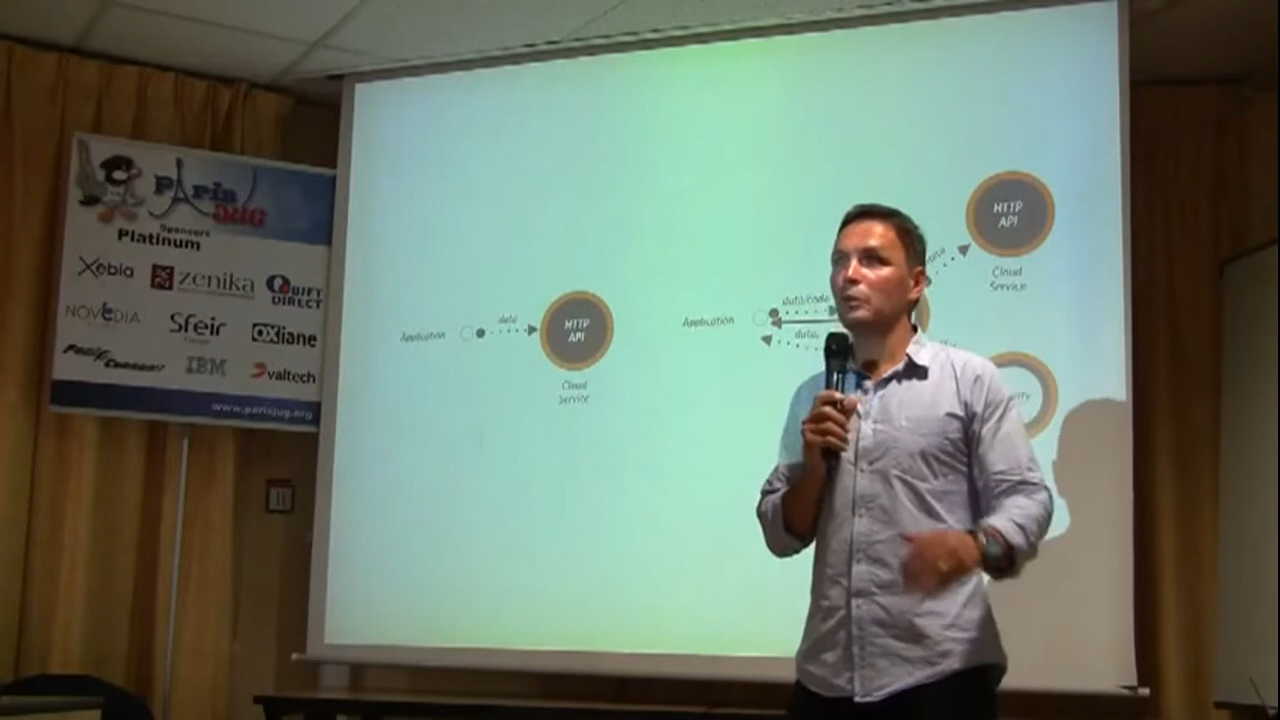 Paris
JUG
Sponsors
Platinum
Xebia
zenika
OBJET
DIRECT
NOVEDIA
Sfeir
OXiane
IBM
valtech
www.parisjug.org
Application
data
HTTP
API
Cloud
Service
Application
data/code
data,
HTTP
API
Cloud
Service